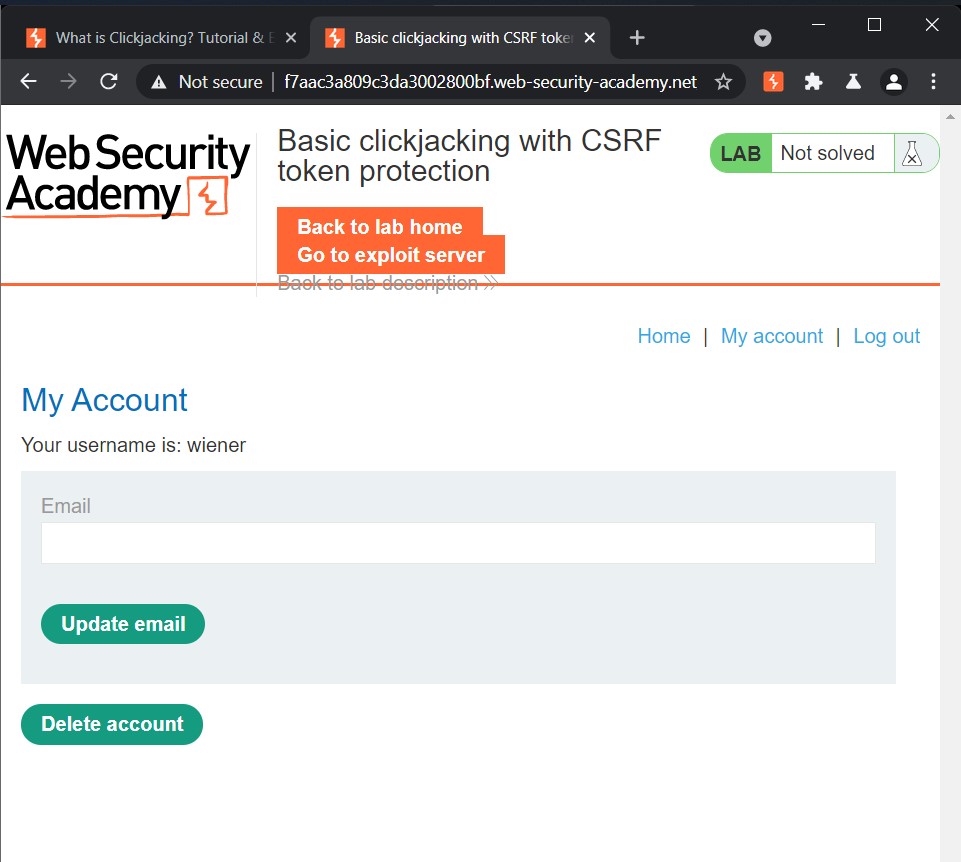 What is Clickjacking? Tutorial & E
Basic clickjacking with CSRF toke
Not secure | f7aac3a809c3da3002800bf.web-security-academy.net
Web Security
Academy
Basic clickjacking with CSRF
token protection
LAB Not solved
Back to lab home
Go to exploit server
Back to lab description
Home | My account | Log out
My Account
Your username is: wiener
Email
Update email
Delete account